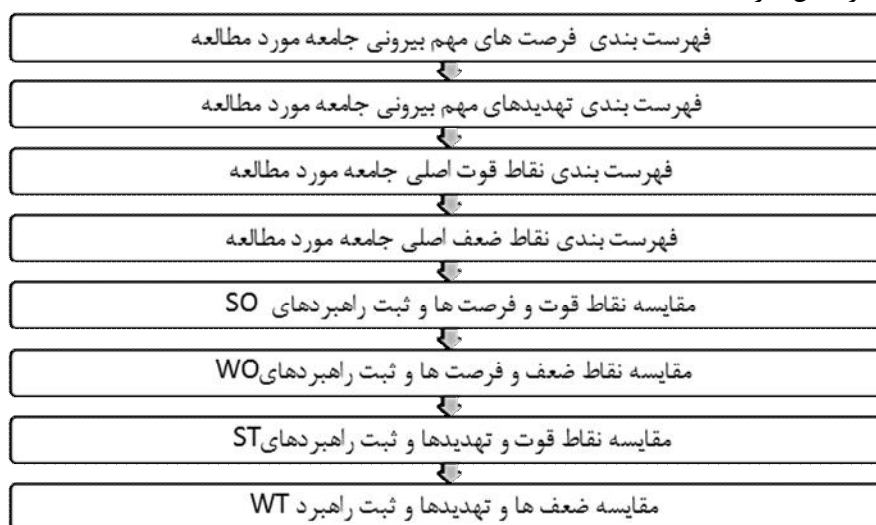 فهرست بندی فرصت های مهم بیرونی جامعه مورد مطالعه
فهرست بندی تهدیدهای مهم بیرونی جامعه مورد مطالعه
فهرست بندی نقاط قوت اصلی جامعه مورد مطالعه
فهرست بندی نقاط ضعف اصلی جامعه مورد مطالعه
مقایسه نقاط قوت و فرصت ها و ثبت راهبردهای SO
مقایسه نقاط ضعف و فرصت ها و ثبت راهبردهایWO
مقایسه نقاط قوت و تهدیدها و ثبت راهبردهایST
مقایسه ضعف ها و تهدیدها و ثبت راهبرد WT